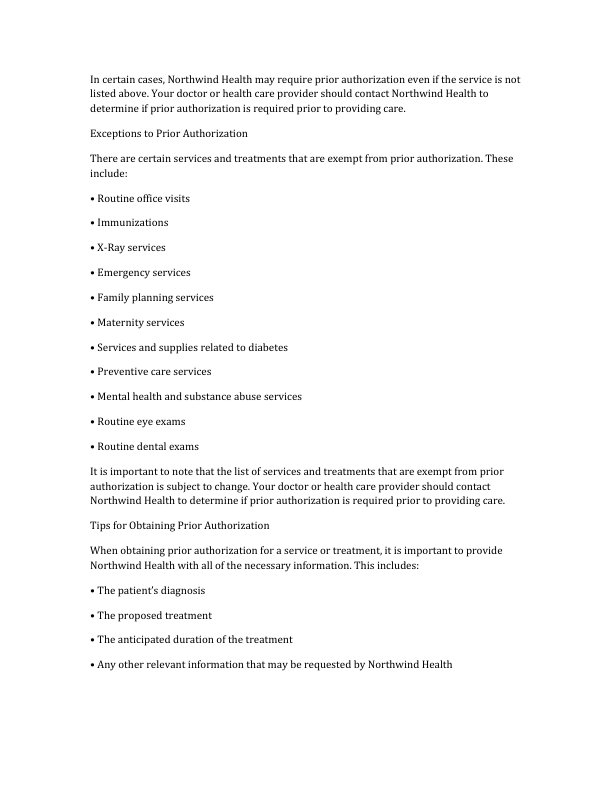 In certain cases, Northwind Health may require prior authorization even if the service is not
listed above. Your doctor or health care provider should contact Northwind Health to
determine if prior authorization is required prior to providing care.
Exceptions to Prior Authorization
There are certain services and treatments that are exempt from prior authorization. These
include:
• Routine office visits
• Immunizations
• X-Ray services
• Emergency services
• Family planning services
• Maternity services
• Services and supplies related to diabetes
• Preventive care services
• Mental health and substance abuse services
• Routine eye exams
• Routine dental exams
It is important to note that the list of services and treatments that are exempt from prior
authorization is subject to change. Your doctor or health care provider should contact
Northwind Health to determine if prior authorization is required prior to providing care.
Tips for Obtaining Prior Authorization
When obtaining prior authorization for a service or treatment, it is important to provide
Northwind Health with all of the necessary information. This includes:
• The patient’s diagnosis
• The proposed treatment
• The anticipated duration of the treatment
• Any other relevant information that may be requested by Northwind Health